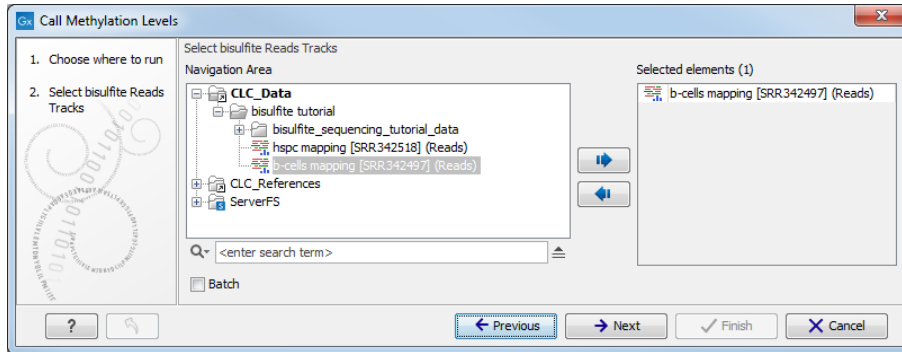 Gx Call Methylation Levels
1. Choose where to run
2. Select bisulfite Reads
Tracks
Select bisulfite Reads Tracks
Navigation Area
CLC_Data
bisulfite tutorial
bisulfite_sequencing_tutorial_data
hspc mapping [SRR342518] (Reads)
b-cells mapping [SRR342497] (Reads)
CLC_References
ServerFS
<enter search term>
Batch
Selected elements (1)
b-cells mapping [SRR342497] (Reads)
?
Previous
Next
Finish
Cancel